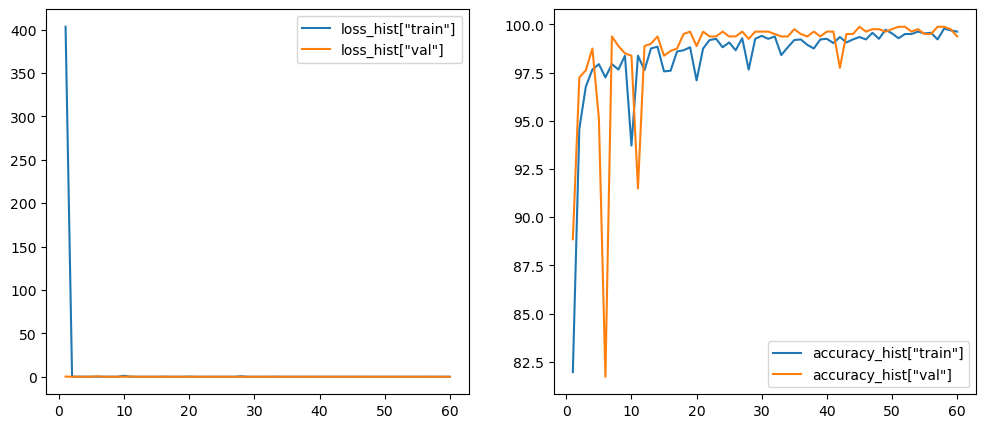 400
350
300
250
200
150
100
50
0
0 10 20 30 40 50 60
loss_hist["train"]
loss_hist["val"]
100.0
97.5
95.0
92.5
90.0
87.5
85.0
82.5
0 10 20 30 40 50 60
accuracy_hist["train"]
accuracy_hist["val"]